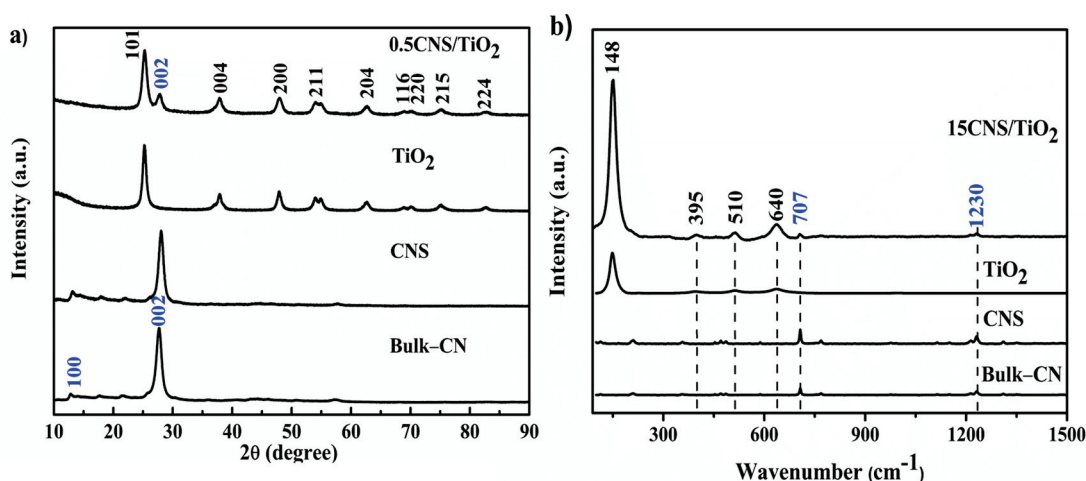 a)
Intensity (a.u.)
101
002
004
200
211
204
116
220
215
224
0.5CNS/TiO₂
TiO₂
CNS
002
100
Bulk–CN
10 20 30 40 50 60 70 80 90
2θ (degree)
b)
Intensity (a.u.)
148
15CNS/TiO₂
395
510
640
707
1230
TiO₂
CNS
Bulk–CN
300 600 900 1200 1500
Wavenumber (cm⁻¹)